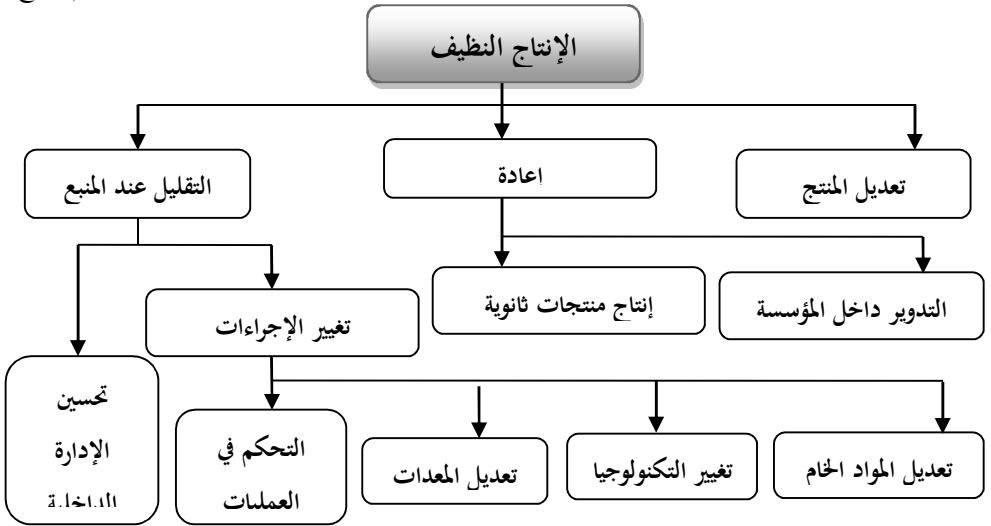 الإنتاج النظيف
تعديل المنتج
اعادة
التقليل عند المنبع
التدوير داخل المؤسسة
إنتاج منتجات ثانوية
تغيير الإجراءات
تحسين
الإدارة
الداخلية
تعديل المواد الخام
تغيير التكنولوجيا
تعديل المعدات
التحكم في
العمليات